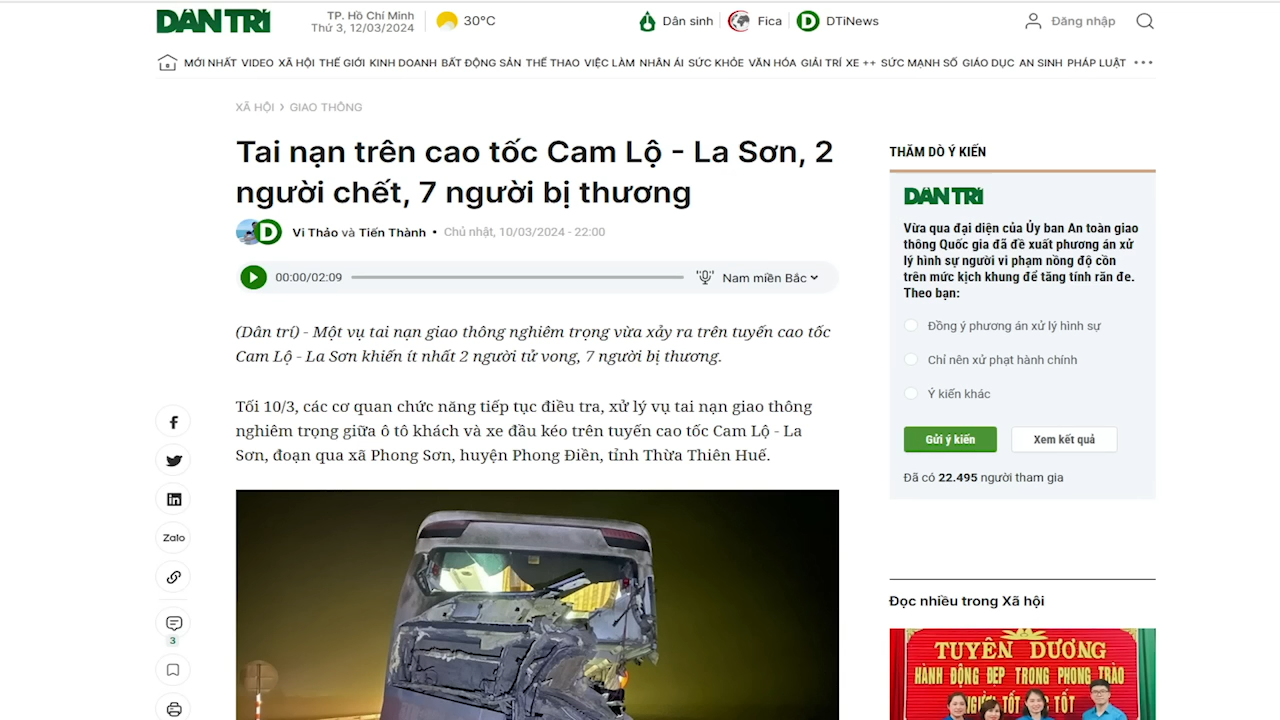 DÂN TRÍ
TP. Hồ Chí Minh
Thứ 3, 12/03/2024
30°C
Dân sinh
Fica
D DTiNews
Đăng nhập
MỚI NHẤT VIDEO XÃ HỘI THẾ GIỚI KINH DOANH BẤT ĐỘNG SẢN THỂ THAO VIỆC LÀM NHÂN ÁI SỨC KHỎE VĂN HÓA GIẢI TRÍ XE ++ SỨC MẠNH SỐ GIÁO DỤC AN SINH PHÁP LUẬT
XÃ HỘI › GIAO THÔNG
Tai nạn trên cao tốc Cam Lộ - La Sơn, 2
người chết, 7 người bị thương
D Vi Thảo và Tiến Thành • Chủ nhật, 10/03/2024 - 22:00
00:00/02:09
Nam miền Bắc
(Dân trí) - Một vụ tai nạn giao thông nghiêm trọng vừa xảy ra trên tuyến cao tốc
Cam Lộ - La Sơn khiến ít nhất 2 người tử vong, 7 người bị thương.
Tối 10/3, các cơ quan chức năng tiếp tục điều tra, xử lý vụ tai nạn giao thông
nghiêm trọng giữa ô tô khách và xe đầu kéo trên tuyến cao tốc Cam Lộ - La
Sơn, đoạn qua xã Phong Sơn, huyện Phong Điền, tỉnh Thừa Thiên Huế.
Zalo
3
THĂM DÒ Ý KIẾN
DÂN TRÍ
Vừa qua đại diện của Ủy ban An toàn giao
thông Quốc gia đã đề xuất phương án xử
lý hình sự người vi phạm nồng độ cồn
trên mức kịch khung để tăng tính răn đe.
Theo bạn:
Đồng ý phương án xử lý hình sự
Chỉ nên xử phạt hành chính
Ý kiến khác
Gửi ý kiến
Xem kết quả
Đã có 22.495 người tham gia
Đọc nhiều trong Xã hội
TUYÊN DƯƠNG
HÀNH ĐỘNG ĐẸP TRONG PHONG TRÀO
NGƯỜI TỐT
TỐT